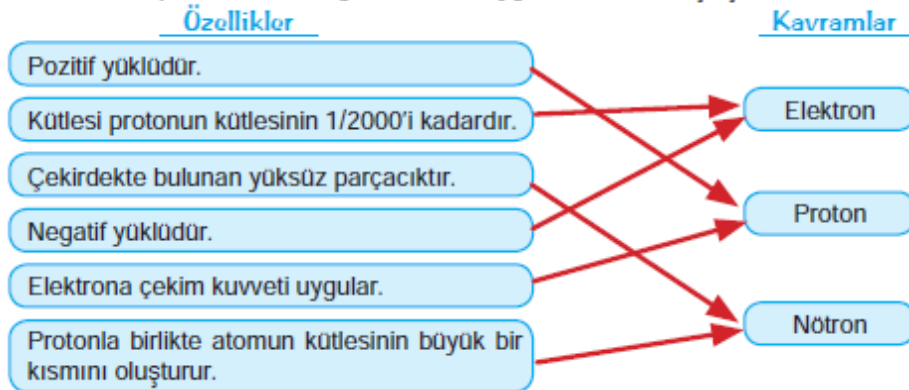 Özellikler
Kavramlar
Pozitif yüklüdür.
Kütlesi protonun kütlesinin 1/2000'i kadardır.
Çekirdekte bulunan yüksüz parçacıktır.
Negatif yüklüdür.
Elektrona çekim kuvveti uygular.
Protonla birlikte atomun kütlesinin büyük bir
kısmını oluşturur.
Elektron
Proton
Nötron